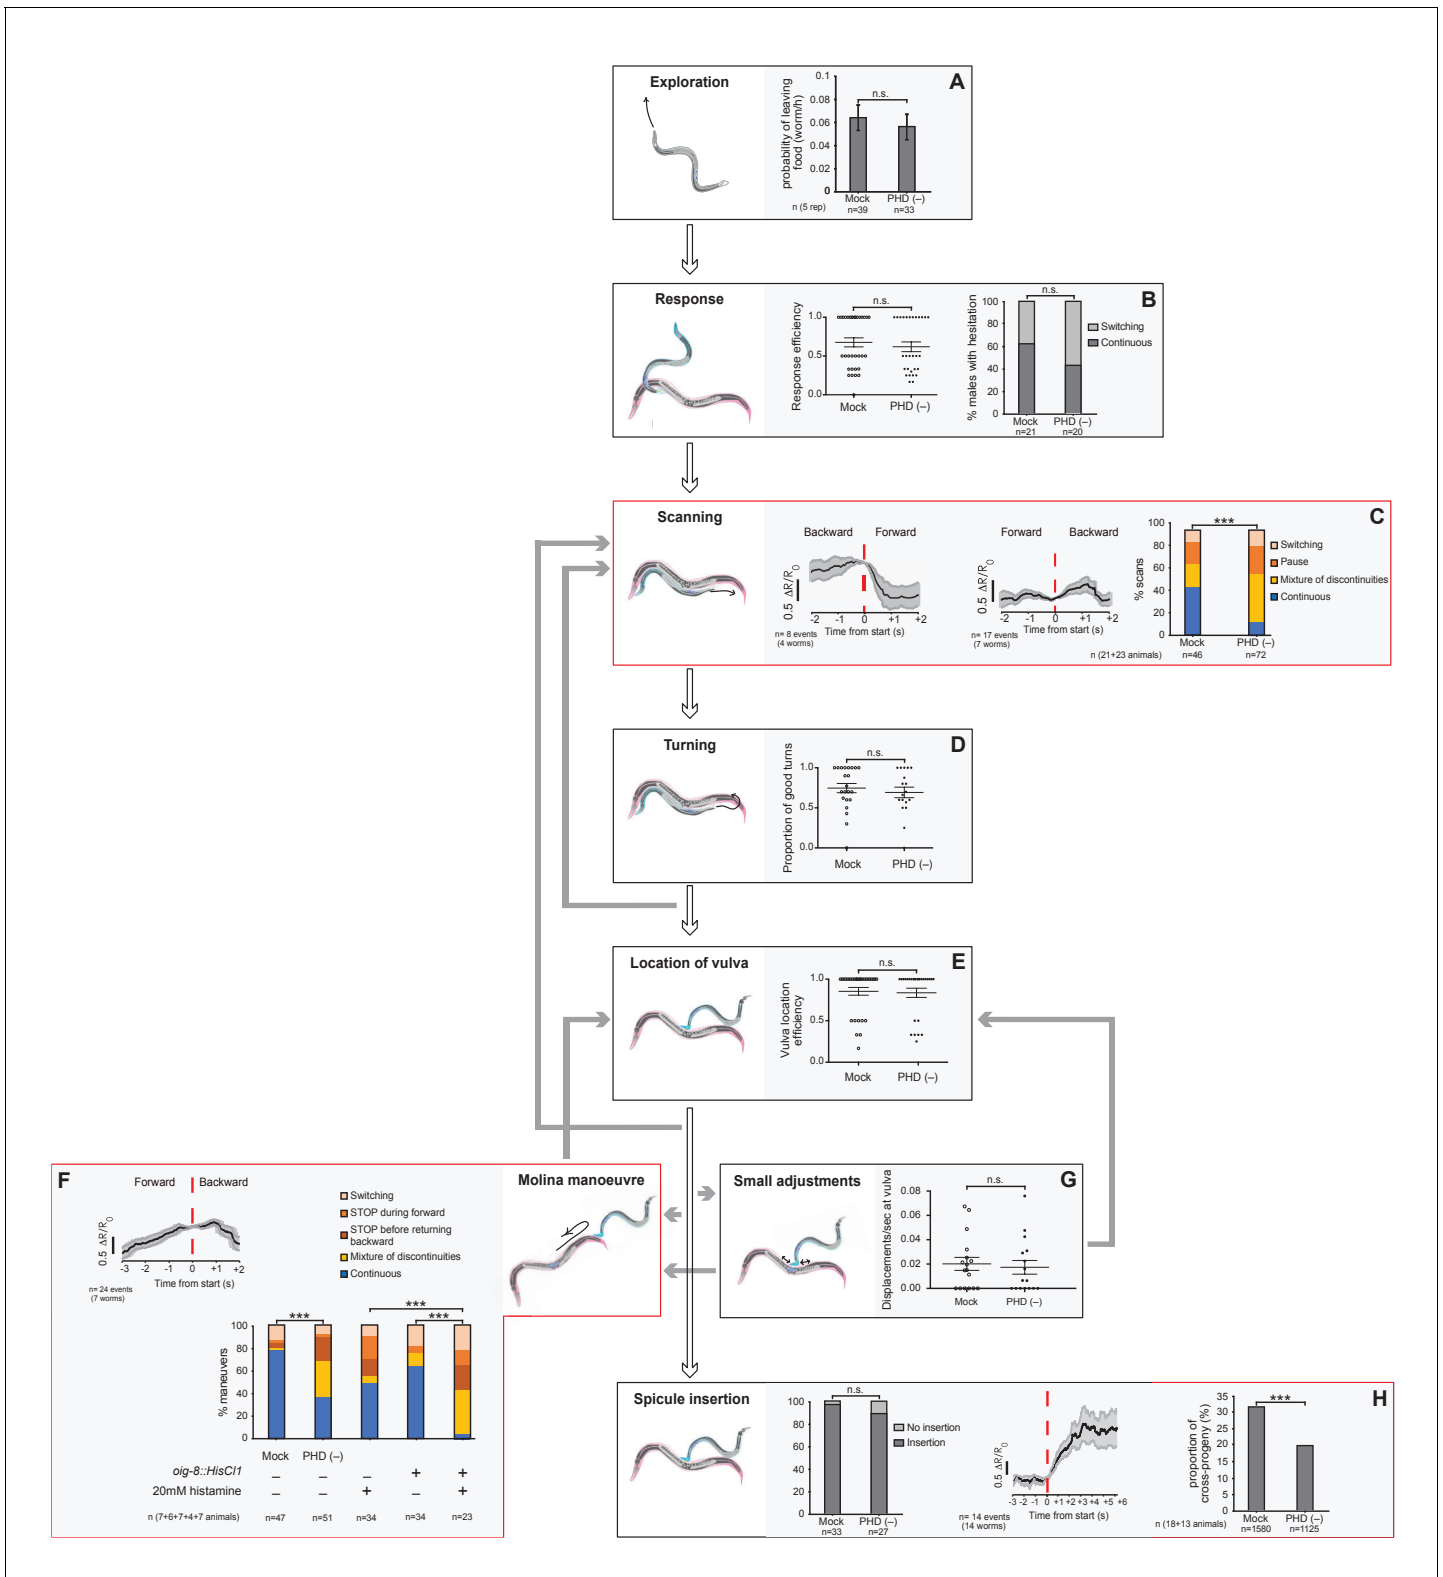 Exploration
A
probability of leaving
food (worm/h)
0.1
0.08
0.06
0.04
0.02
0
n.s.
Mock
PHD (–)
n (5 rep)
n=39
n=33
Response
B
Response efficiency
1.0
0.5
0.0
n.s.
Mock
PHD (–)
% males with hesitation
100
80
60
40
20
0
n.s.
Switching
Continuous
Mock
PHD (–)
n=21
n=20
Scanning
C
Backward
Forward
0.5 ΔR/R0
-2 -1 0 +1 +2
Time from start (s)
n= 8 events
(4 worms)
Forward
Backward
0.5 ΔR/R0
-2 -1 0 +1 +2
Time from start (s)
n= 17 events
(7 worms)
% scans
100
80
60
40
20
0
***
Switching
Pause
Mixture of discontinuities
Continuous
Mock
PHD (–)
n (21+23 animals)
n=46
n=72
Turning
D
Proportion of good turns
1.0
0.5
0.0
n.s.
Mock
PHD (–)
Location of vulva
E
Vulva location
efficiency
1.0
0.5
0.0
n.s.
Mock
PHD (–)
F
Forward
Backward
0.5 ΔR/R0
-3 -2 -1 0 +1 +2
Time from start (s)
n= 24 events
(7 worms)
Switching
STOP during forward
STOP before returning
backward
Mixture of discontinuities
Continuous
Molina manoeuvre
% maneuvers
100
80
60
40
20
0
***
***
***
Mock
PHD (–)
oig-8::HisCl1
– – – + +
20mM histamine
– – + – +
n (7+6+7+4+7 animals)
n=47
n=51
n=34
n=34
n=23
Small adjustments
G
Displacements/sec at vulva
0.08
0.06
0.04
0.02
0.00
n.s.
Mock
PHD (–)
Spicule insertion
H
100
80
60
40
20
0
n.s.
No insertion
Insertion
Mock
PHD (–)
n=33
n=27
0.5 ΔR/R0
-3 -2 -1 0 +1 +2 +3 +4 +5 +6
Time from start (s)
n= 14 events
(14 worms)
proportion of
cross-progeny (%)
35
30
25
20
15
10
5
0
***
Mock
PHD (–)
n (18+13 animals)
n=1580
n=1125